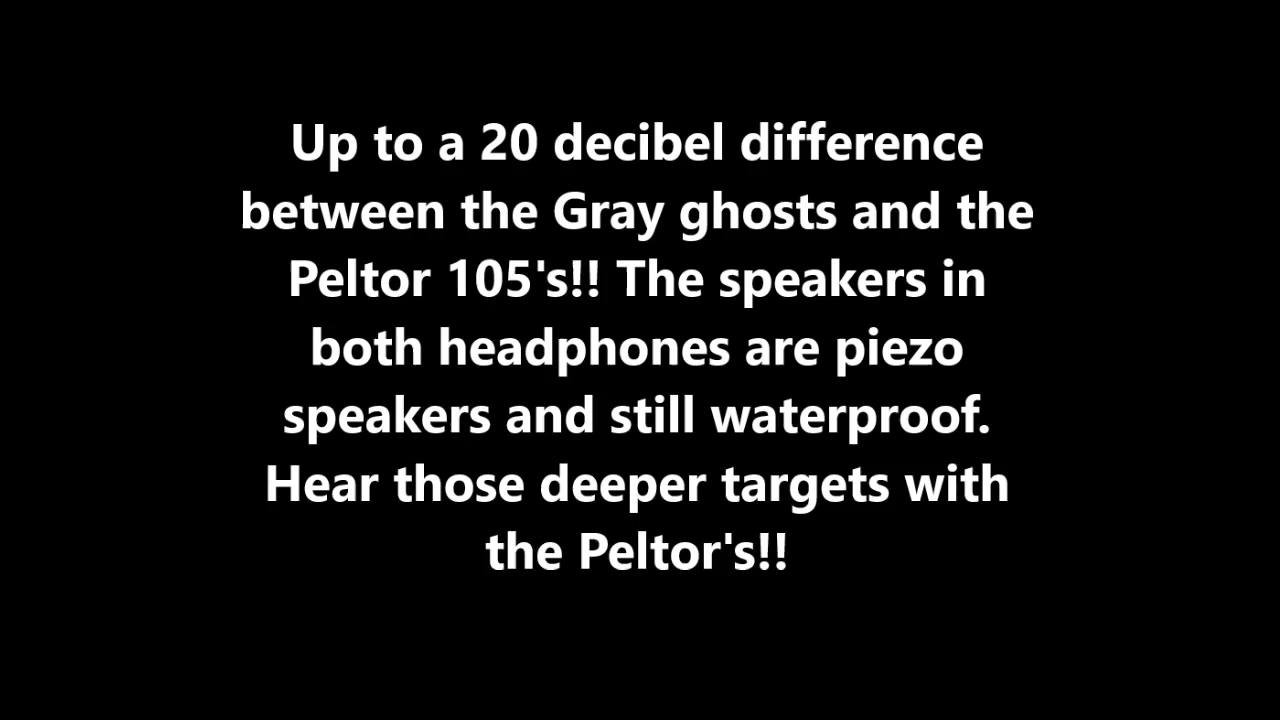 Up to a 20 decibel difference
between the Gray ghosts and the
Peltor 105's!! The speakers in
both headphones are piezo
speakers and still waterproof.
Hear those deeper targets with
the Peltor's!!